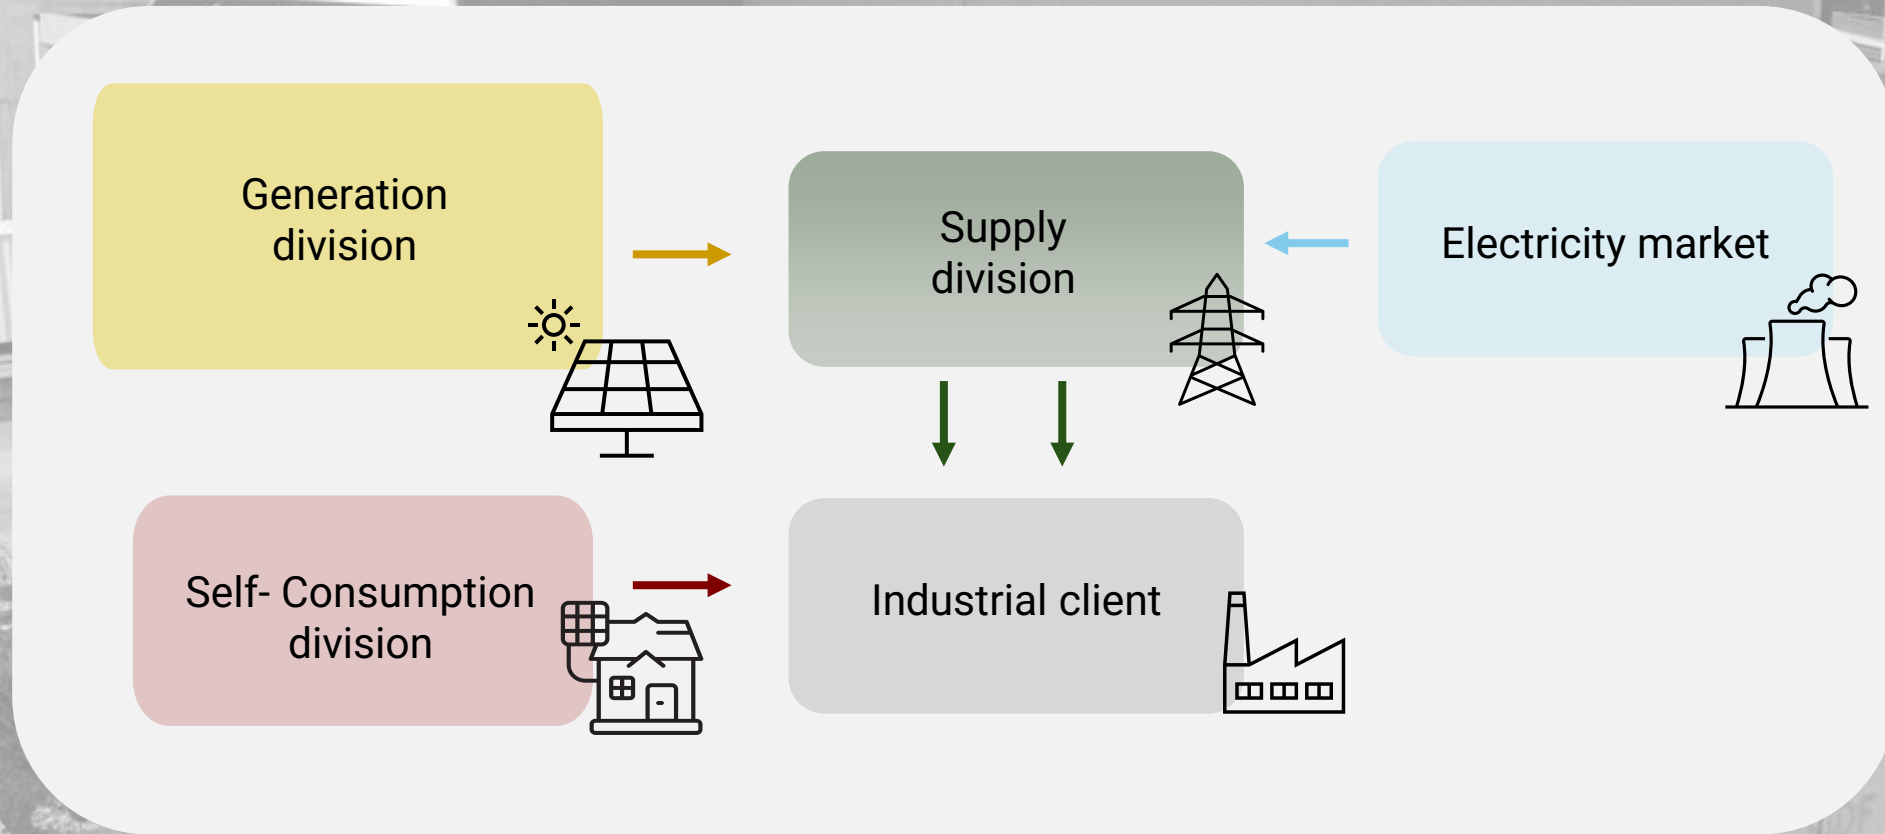 Generation
division
Supply
division
Electricity market
Self- Consumption
division
Industrial client